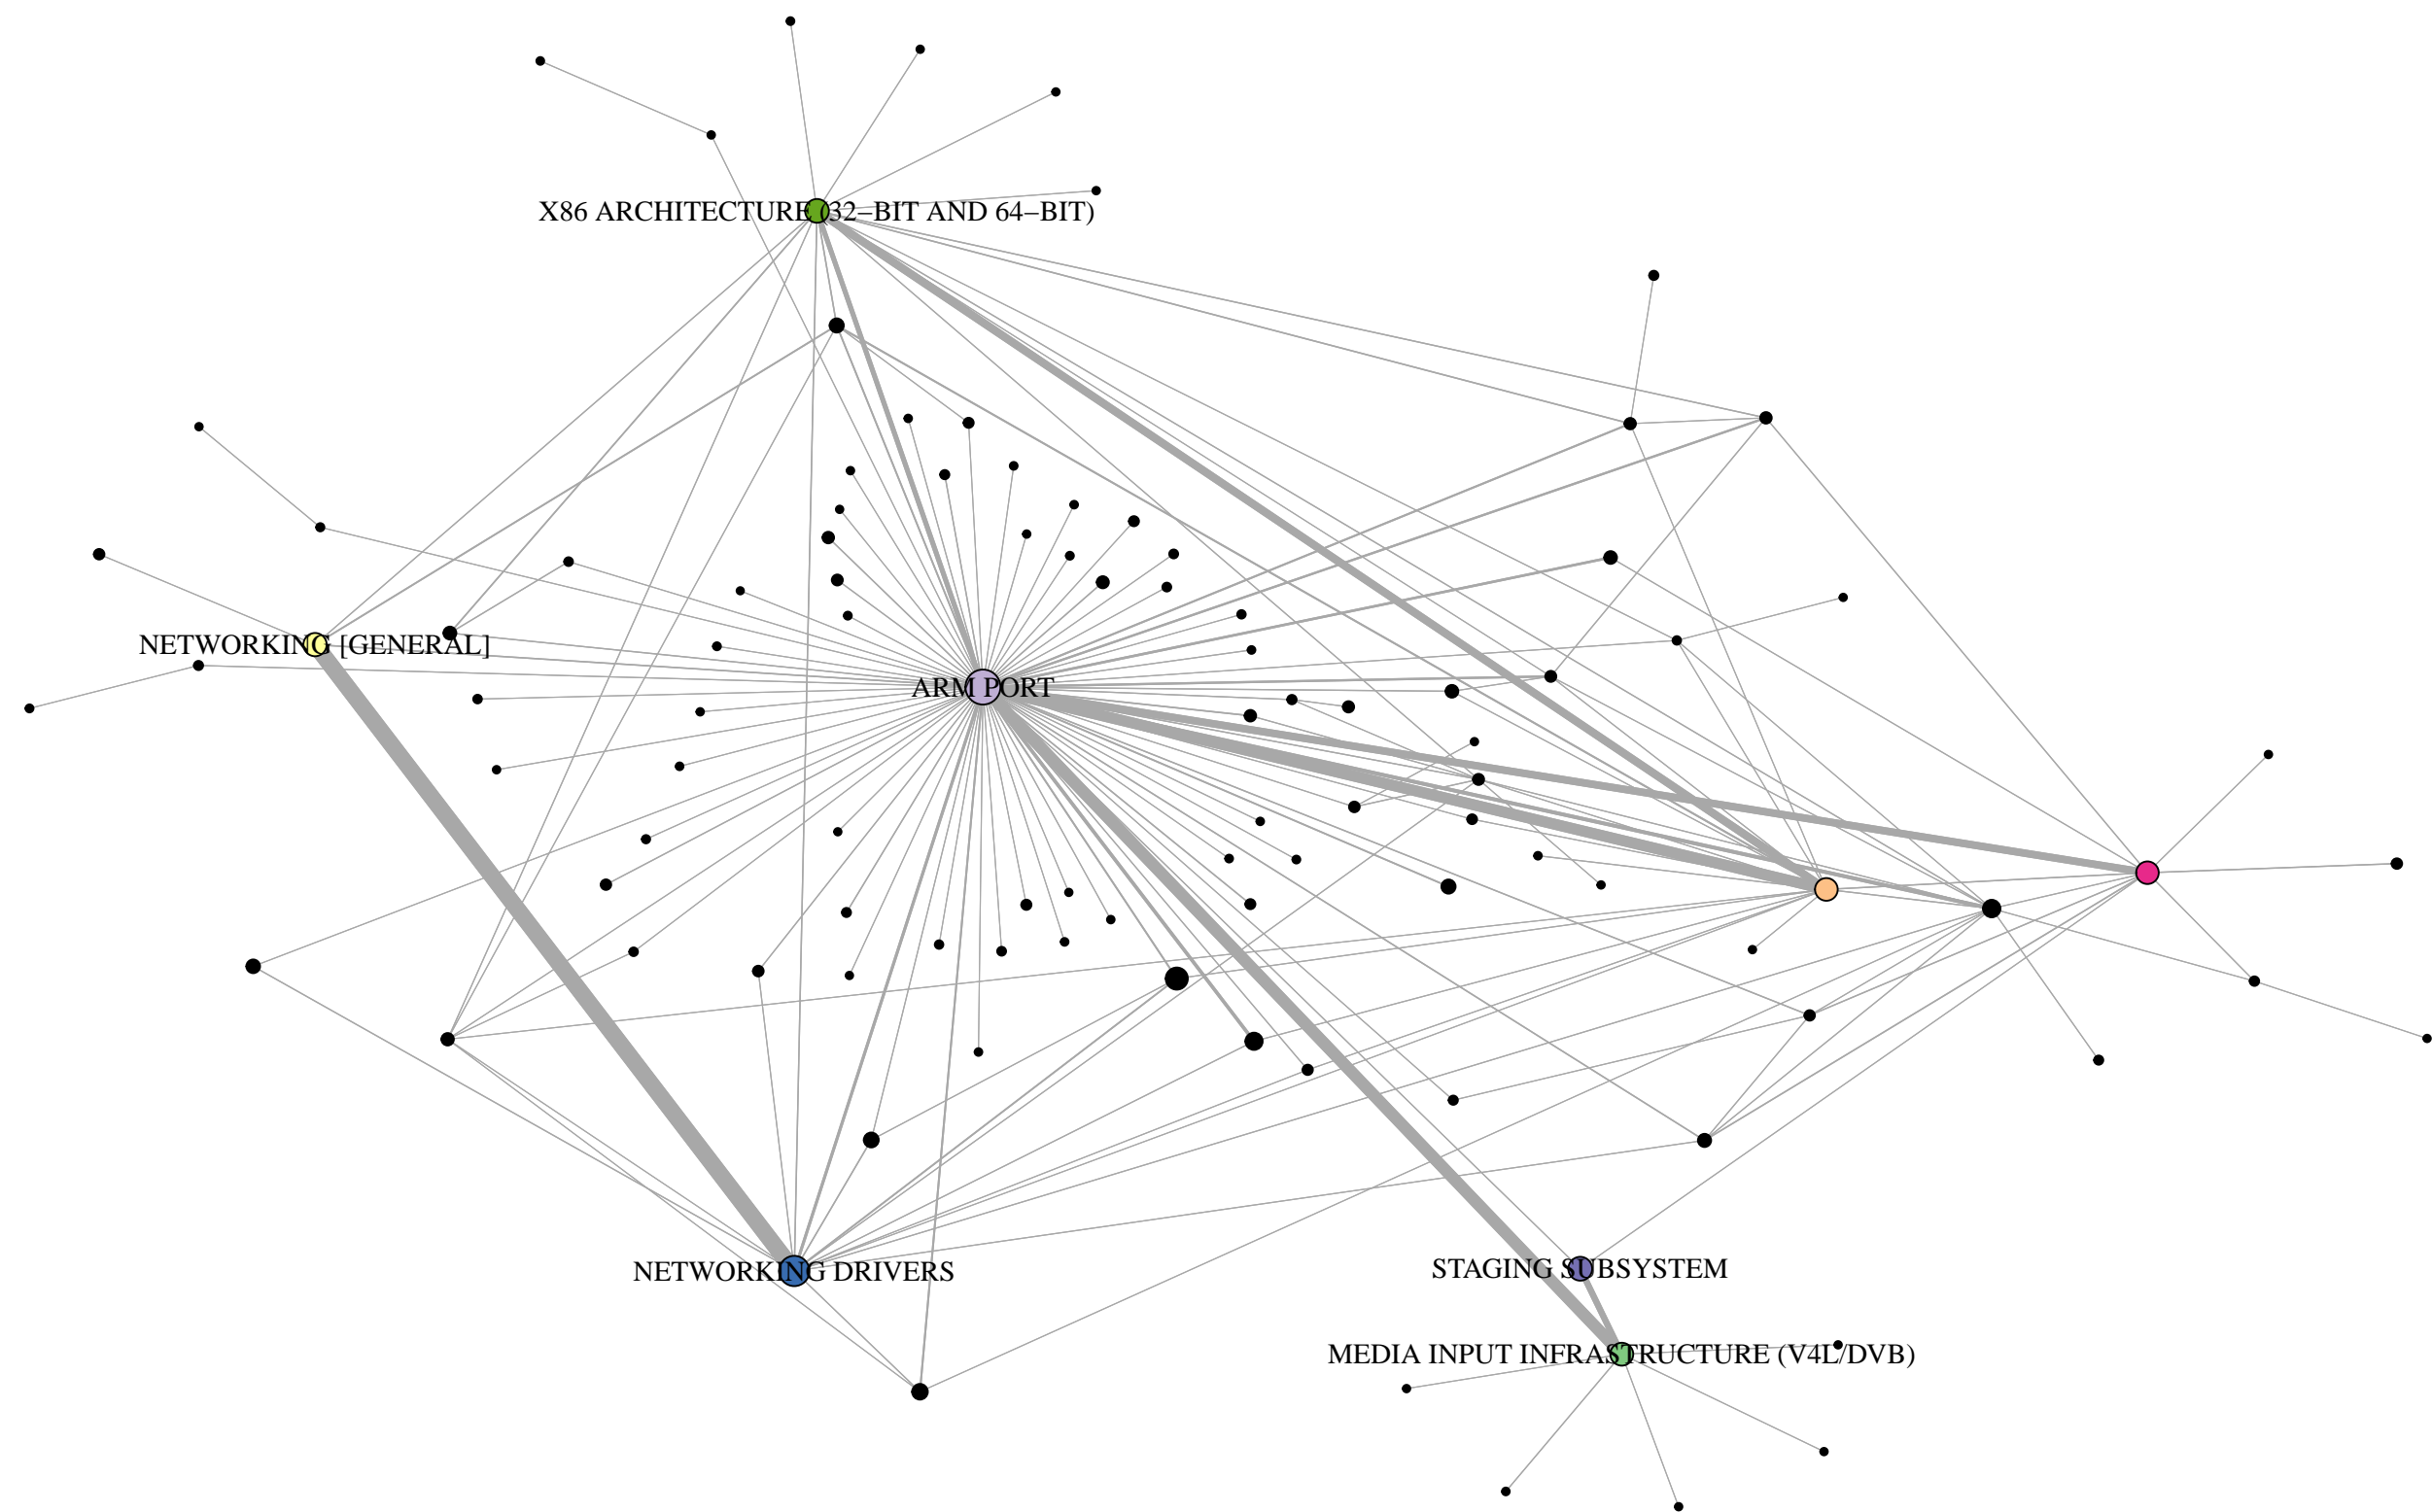 X86 ARCHITECTURE (32−BIT AND 64−BIT)
NETWORKING [GENERAL]
ARM PORT
NETWORKING DRIVERS
STAGING SUBSYSTEM
MEDIA INPUT INFRASTRUCTURE (V4L/DVB)